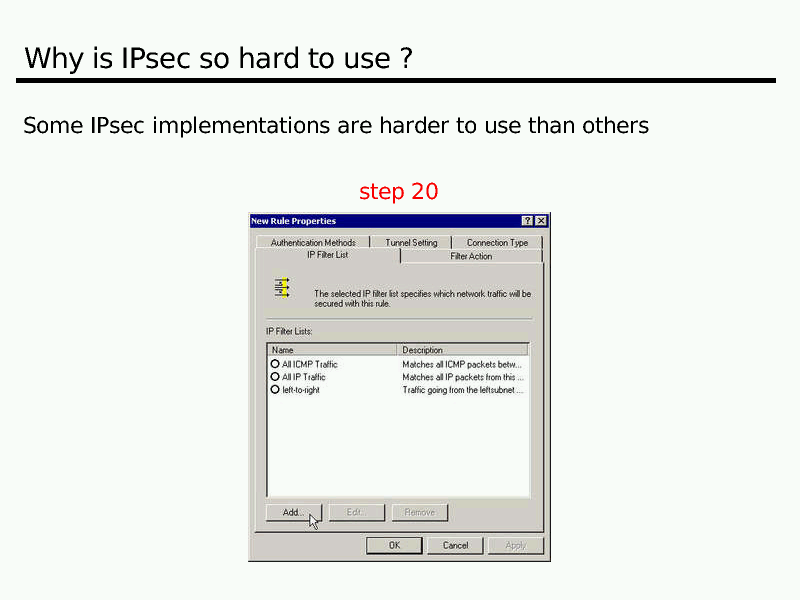 Why is IPsec so hard to use ?
Some IPsec implementations are harder to use than others
step 20
New Rule Properties
Authentication Methods Tunnel Setting Connection Type
IP Filter List Filter Action
The selected IP filter list specifies which network traffic will be
secured with this rule.
IP Filter Lists:
Name Description
All ICMP Traffic Matches all ICMP packets betw...
All IP Traffic Matches all IP packets from this ...
left-to-right Traffic going from the leftsubnet ...
Add... Edit... Remove
OK Cancel Apply